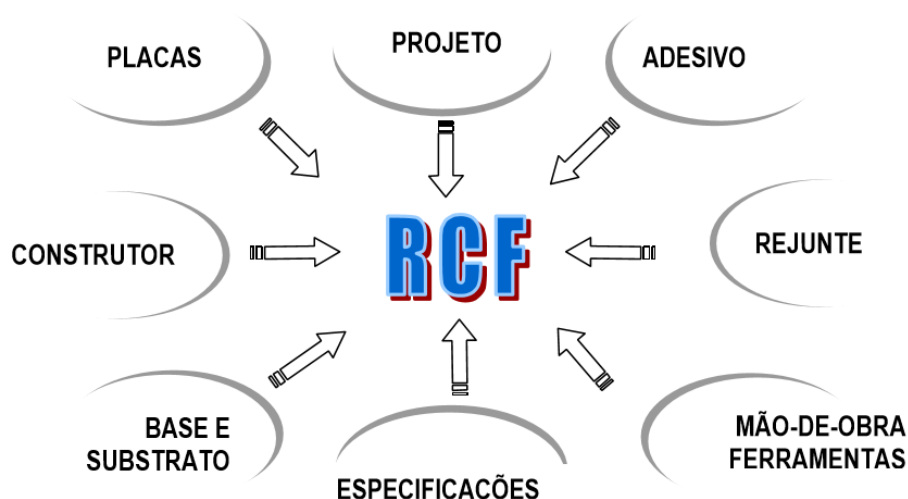 PLACAS
PROJETO
ADESIVO
CONSTRUTOR
RCF
REJUNTE
BASE E
SUBSTRATO
ESPECIFICAÇÕES
MÃO-DE-OBRA
FERRAMENTAS